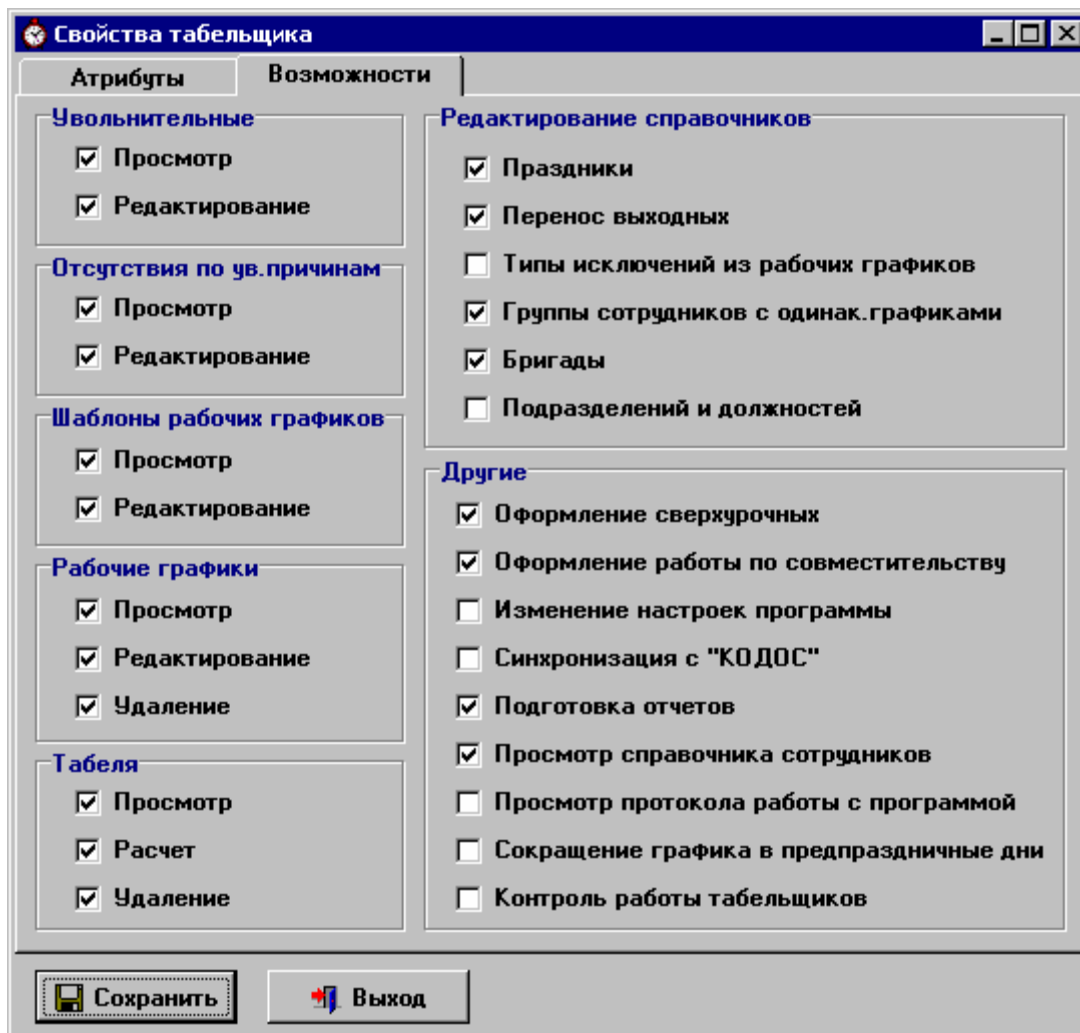 Свойства табельщика
Атрибуты
Возможности
Увольнительные
Просмотр
Редактирование
Отсутствия по ув.причинам
Просмотр
Редактирование
Шаблоны рабочих графиков
Просмотр
Редактирование
Рабочие графики
Просмотр
Редактирование
Удаление
Табеля
Просмотр
Расчет
Удаление
Редактирование справочников
Праздники
Перенос выходных
Типы исключений из рабочих графиков
Группы сотрудников с одинак.графиками
Бригады
Подразделений и должностей
Другие
Оформление сверхурочных
Оформление работы по совместительству
Изменение настроек программы
Синхронизация с "КОДОС"
Подготовка отчетов
Просмотр справочника сотрудников
Просмотр протокола работы с программой
Сокращение графика в предпраздничные дни
Контроль работы табельщиков
Сохранить
Выход